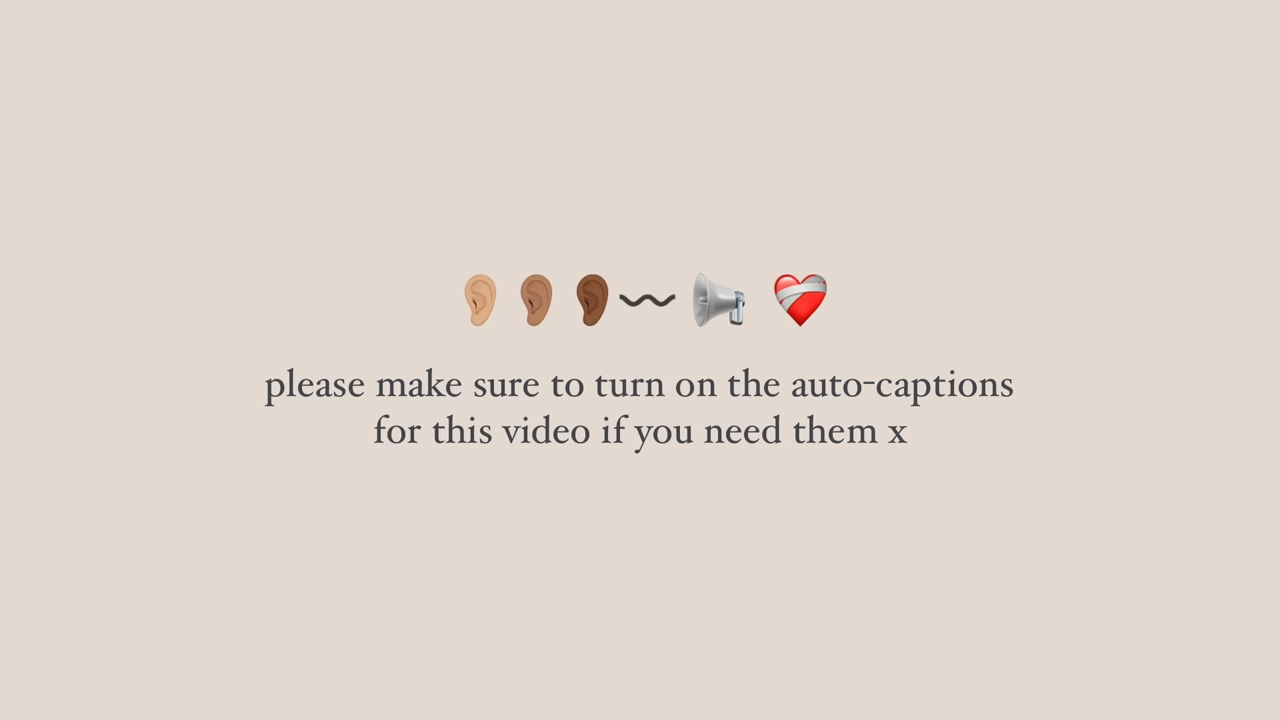 please make sure to turn on the auto-captions
for this video if you need them x